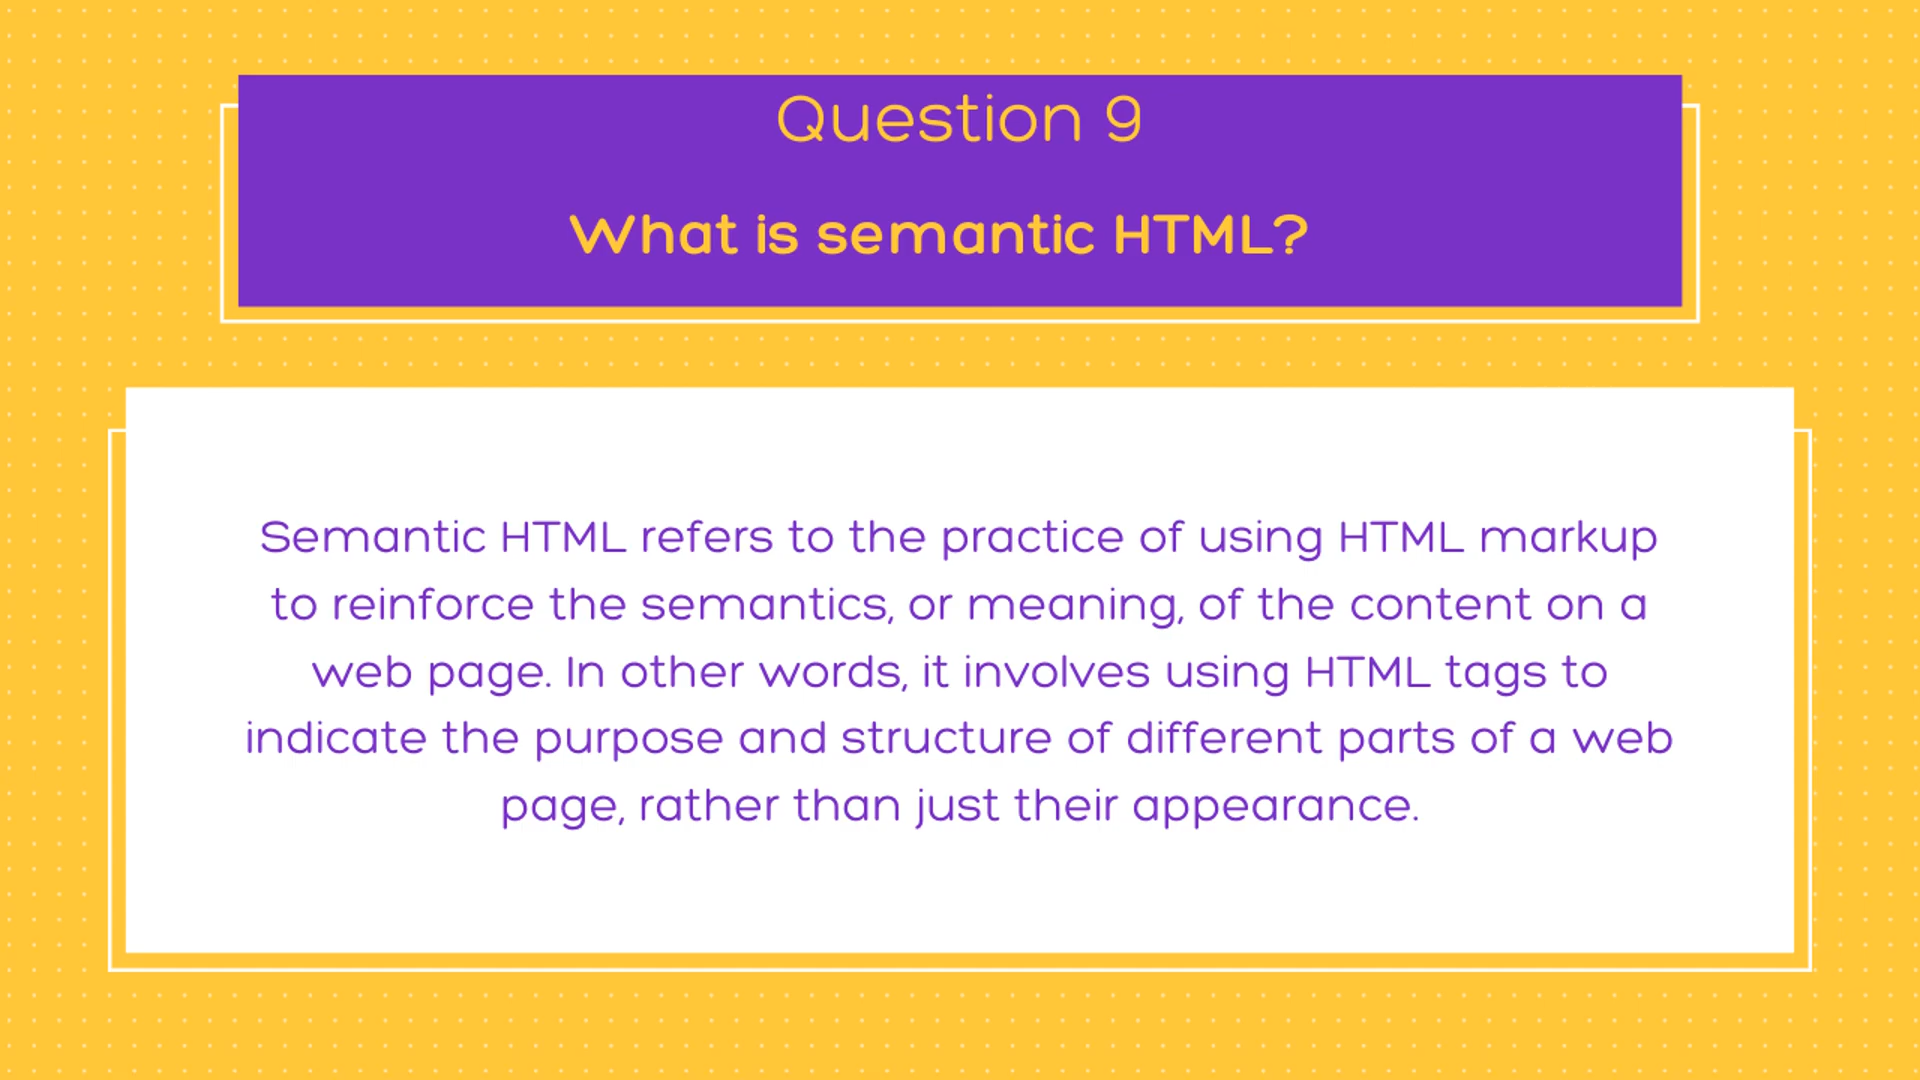 Question 9
What is semantic HTML?
Semantic HTML refers to the practice of using HTML markup
to reinforce the semantics, or meaning, of the content on a
web page. In other words, it involves using HTML tags to
indicate the purpose and structure of different parts of a web
page, rather than just their appearance.